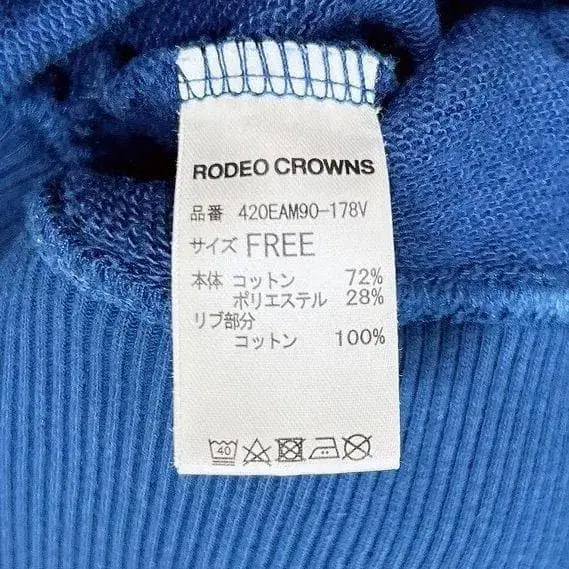 RODEO CROWNS
品番 420EAM90-178V
サイズ FREE
本体 コットン 72%
ポリエステル 28%
リブ部分
コットン 100%
40